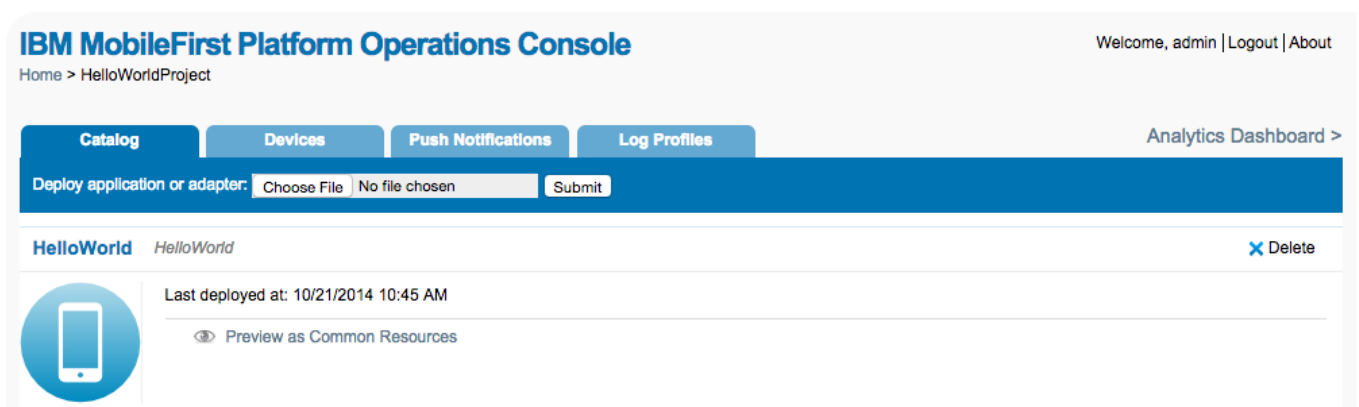 IBM MobileFirst Platform Operations Console
Welcome, admin | Logout | About
Home > HelloWorldProject
Catalog
Devices
Push Notifications
Log Profiles
Analytics Dashboard >
Deploy application or adapter: Choose File No file chosen Submit
HelloWorld HelloWorld
Delete
Last deployed at: 10/21/2014 10:45 AM
Preview as Common Resources